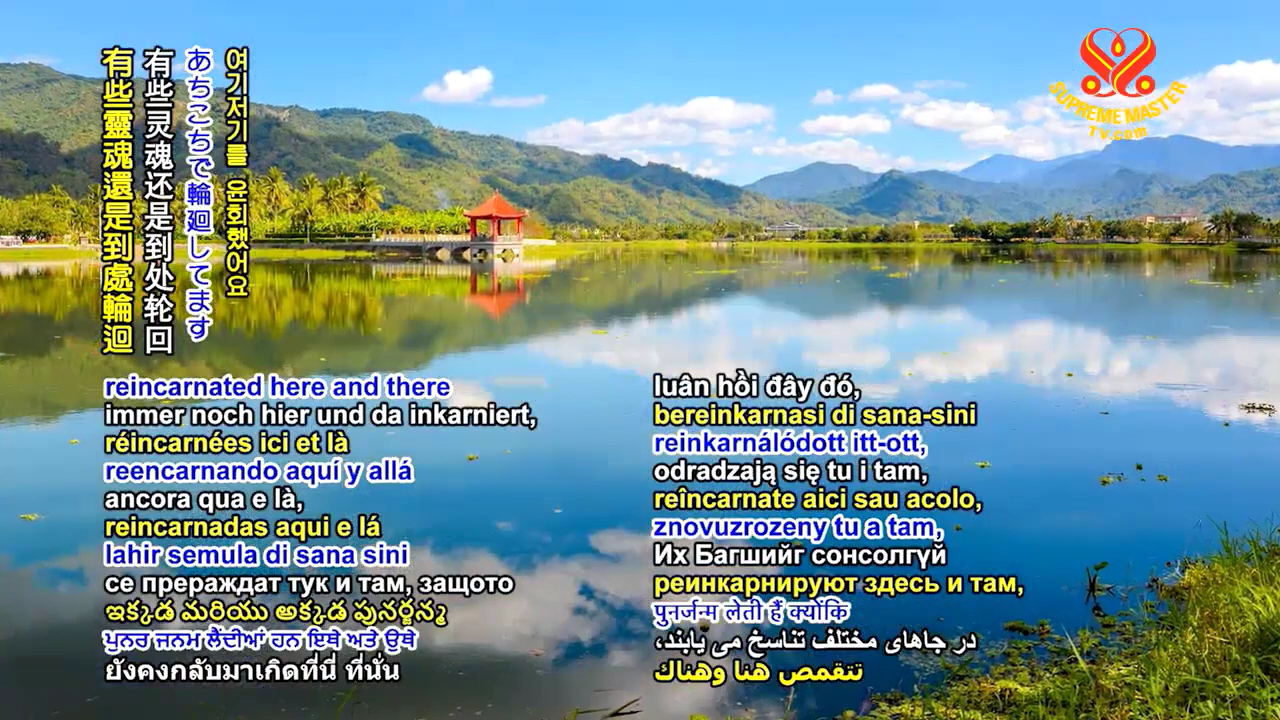 有些靈魂還是到處輪迴
有些灵魂还是到处轮回
あちこちで輪廻してます
여기저기를 윤회했어요
SUPREME MASTER
TV.com
reincarnated here and there
immer noch hier und da inkarniert,
réincarnées ici et là
reencarnando aquí y allá
ancora qua e là,
reincarnadas aqui e lá
lahir semula di sana sini
се прераждат тук и там, защото
ఇక్కడ మరియు అక్కడ పునర్జన్మ
ਪੁਨਰ ਜਨਮ ਲੈਂਦੀਆਂ ਹਨ ਇਥੇ ਅਤੇ ਉਥੇ
ยังคงกลับมาเกิดที่นี่ ที่นั่น
luân hồi đây đó,
bereinkarnasi di sana-sini
reinkarnálódott itt-ott,
odradzają się tu i tam,
reîncarnate aici sau acolo,
znovuzrozeny tu a tam,
Их Багшийг сонсолгүй
реинкарнируют здесь и там,
पुनर्जन्म लेती हैं क्योंकि
در جاهای مختلف تناسخ می یابند،
تتقمص هنا وهناك